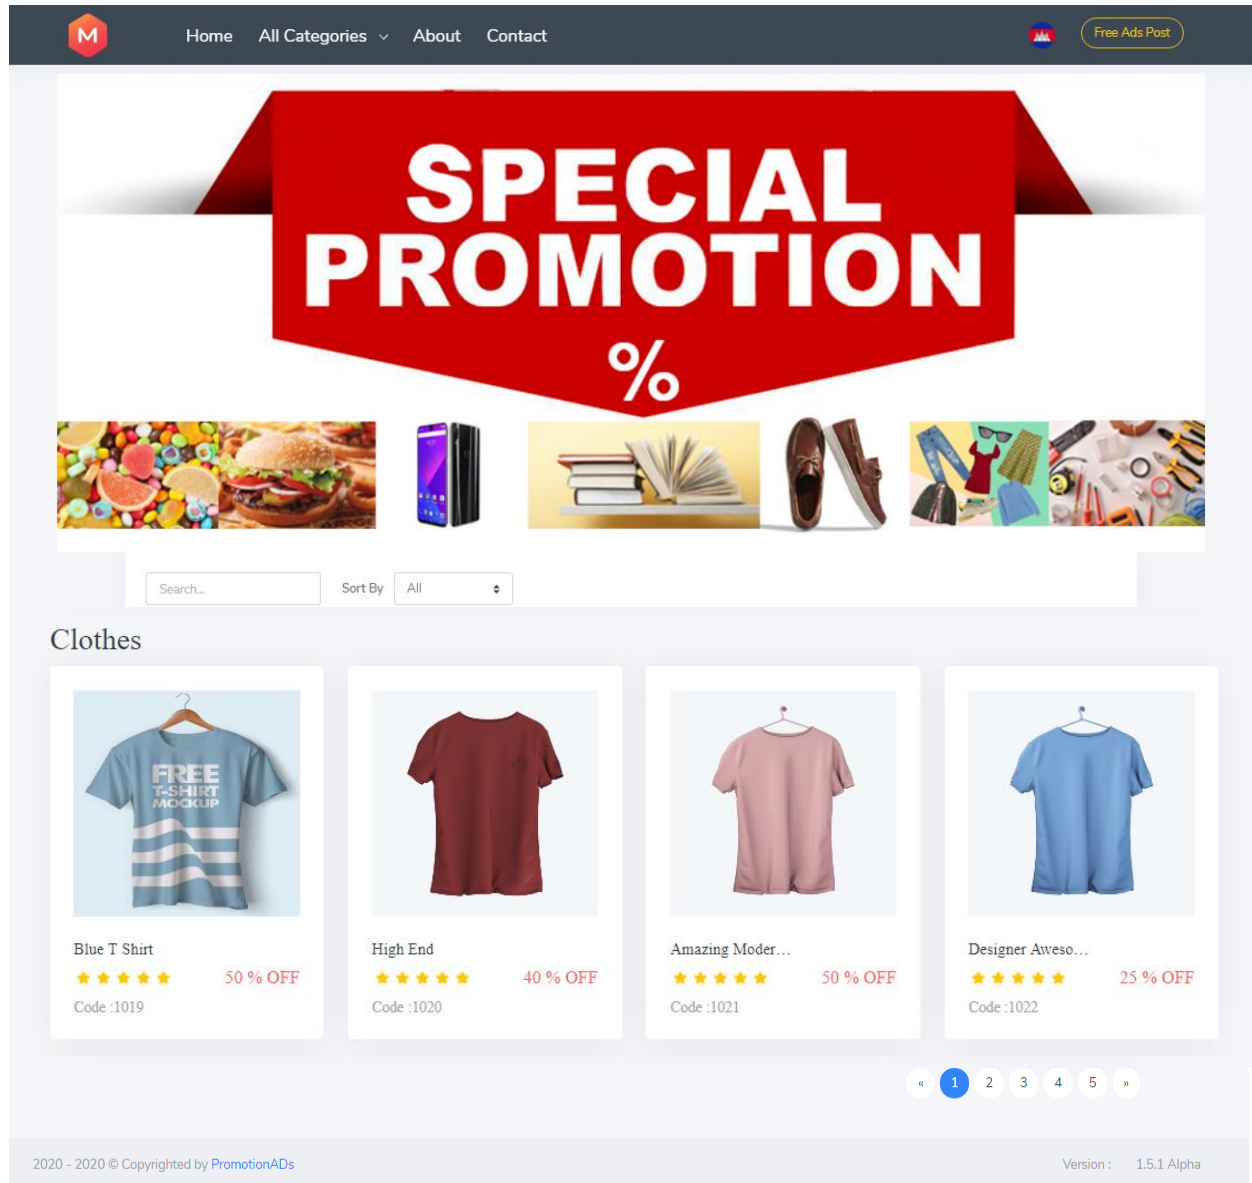 M
Home All Categories About Contact Free Ads Post
SPECIAL
PROMOTION
%
Search... Sort By All
Clothes
FREE
T-SHIRT
MOCKUP
Blue T Shirt High End Amazing Moder... Designer Aweso...
50 % OFF 40 % OFF 50 % OFF 25 % OFF
Code :1019 Code :1020 Code :1021 Code :1022
« 1 2 3 4 5 »
2020 - 2020 © Copyrighted by PromotionADs Version : 1.5.1 Alpha